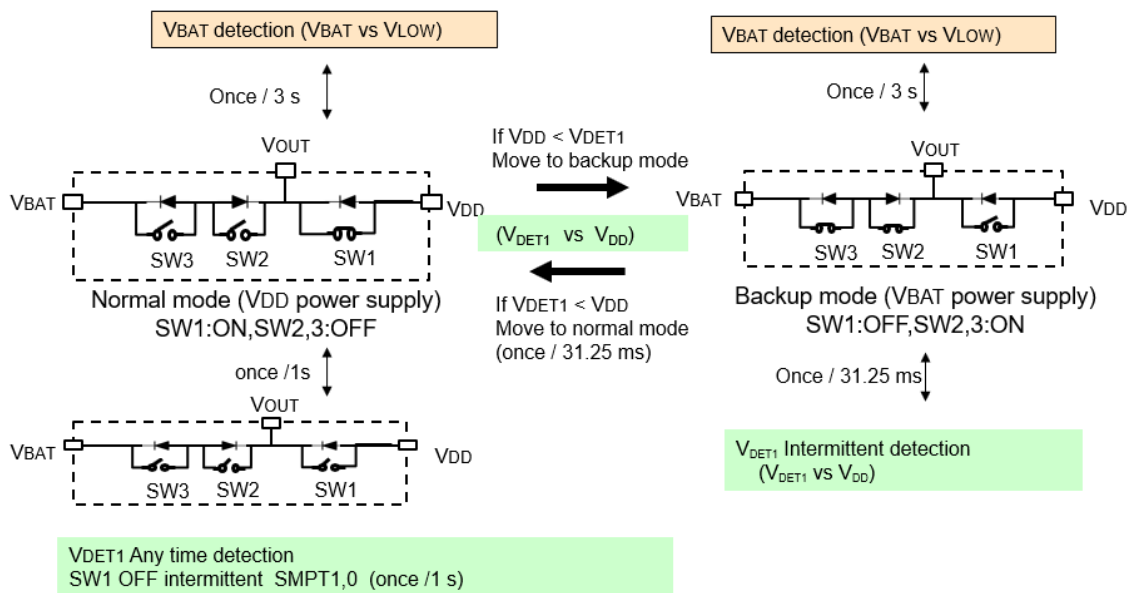 VBAT detection (VBAT vs VLOW)
Once / 3 s
VOUT
VBAT
VDD
SW3
SW2
SW1
Normal mode (VDD power supply)
SW1:ON,SW2,3:OFF
once /1s
VOUT
VBAT
VDD
SW3
SW2
SW1
VDET1 Any time detection
SW1 OFF intermittent SMPT1,0 (once /1 s)
If VDD < VDET1
Move to backup mode
(VDET1 vs VDD)
If VDET1 < VDD
Move to normal mode
(once / 31.25 ms)
VBAT detection (VBAT vs VLOW)
Once / 3 s
VOUT
VBAT
VDD
SW3
SW2
SW1
Backup mode (VBAT power supply)
SW1:OFF,SW2,3:ON
Once / 31.25 ms
VDET1 Intermittent detection
(VDET1 vs VDD)